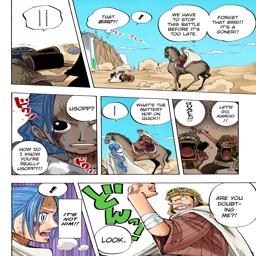 FORGET
THAT BIRD!!
IT'S A
GONER!!
WE HAVE
TO STOP
THIS BATTLE
BEFORE IT'S
TOO LATE.
!
THAT
BIRD?!
!!
LET'S
GO,
KAROO
!!
!
WHAT'S THE
MATTER?
HOP ON
QUICK!!
!
USOPP?
HOW DO
I KNOW
YOU'RE
REALLY
USOPP?!
ARE YOU
DOUBT-
ING
ME?!
LOOK.
IT'S
NOT
HIM!!
!